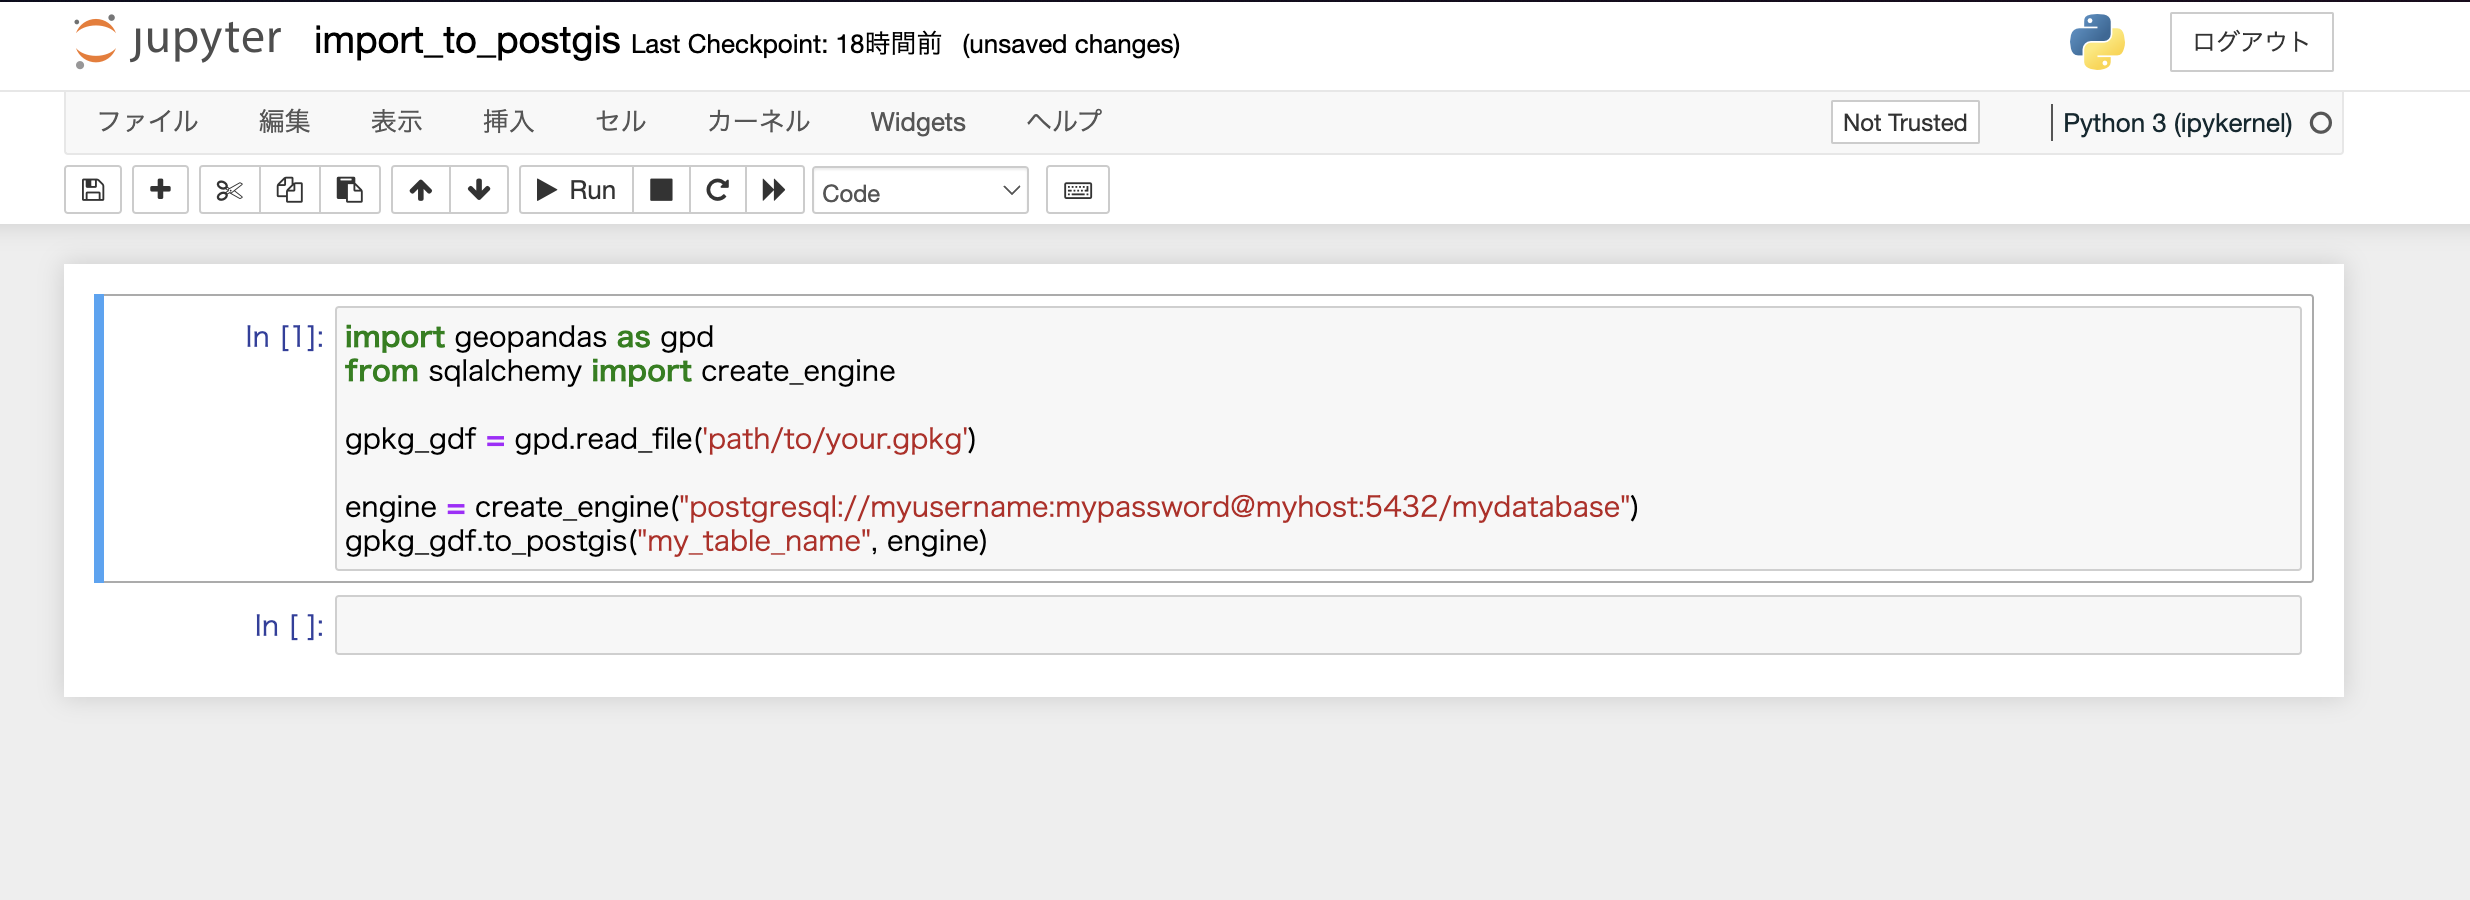 jupyter import_to_postgis Last Checkpoint: 18時間前 (unsaved changes) ログアウト
ファイル 編集 表示 挿入 セル カーネル Widgets ヘルプ Not Trusted Python 3 (ipykernel)
Run Code
In [1]: import geopandas as gpd
from sqlalchemy import create_engine
gpkg_gdf = gpd.read_file('path/to/your.gpkg')
engine = create_engine("postgresql://myusername:mypassword@myhost:5432/mydatabase")
gpkg_gdf.to_postgis("my_table_name", engine)
In [ ]: